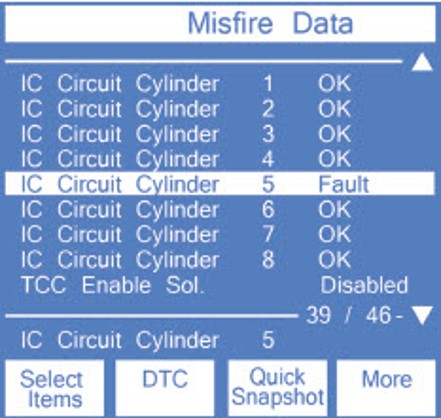 Misfire Data
IC Circuit Cylinder 1 OK
IC Circuit Cylinder 2 OK
IC Circuit Cylinder 3 OK
IC Circuit Cylinder 4 OK
IC Circuit Cylinder 5 Fault
IC Circuit Cylinder 6 OK
IC Circuit Cylinder 7 OK
IC Circuit Cylinder 8 OK
TCC Enable Sol. Disabled
39 / 46-
IC Circuit Cylinder 5
Select Items
DTC
Quick Snapshot
More